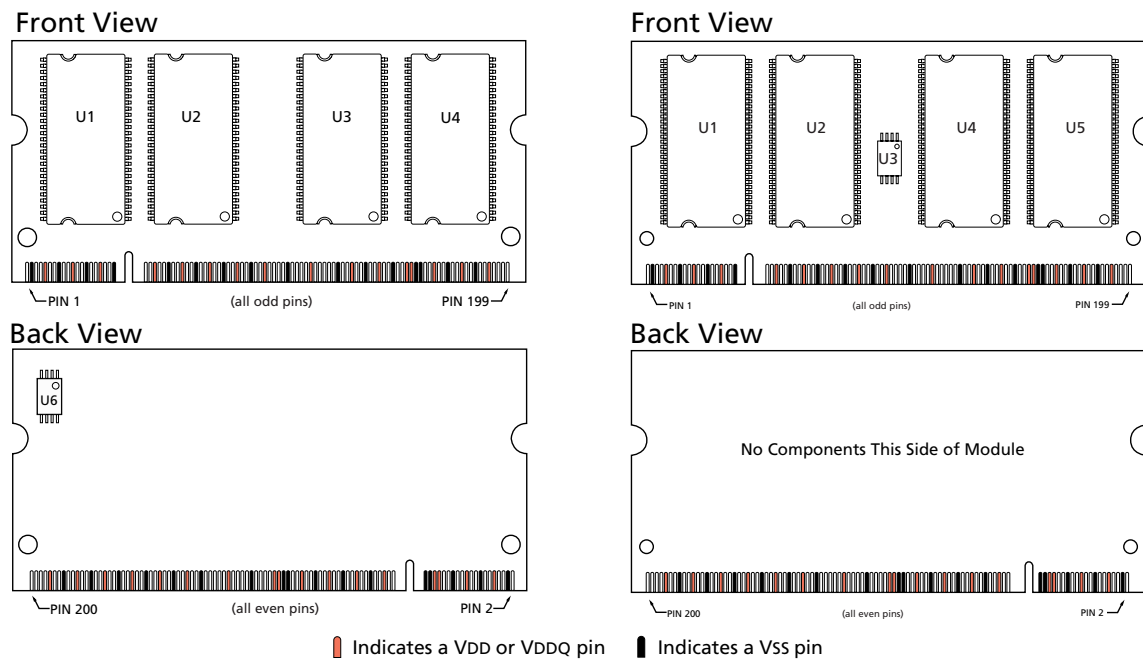 Front View
U1
U2
U3
U4
PIN 1
(all odd pins)
PIN 199
Back View
U6
PIN 200
(all even pins)
PIN 2
Front View
U1
U2
U3
U4
U5
PIN 1
(all odd pins)
PIN 199
Back View
No Components This Side of Module
PIN 200
(all even pins)
PIN 2
Indicates a VDD or VDDQ pin
Indicates a VSS pin